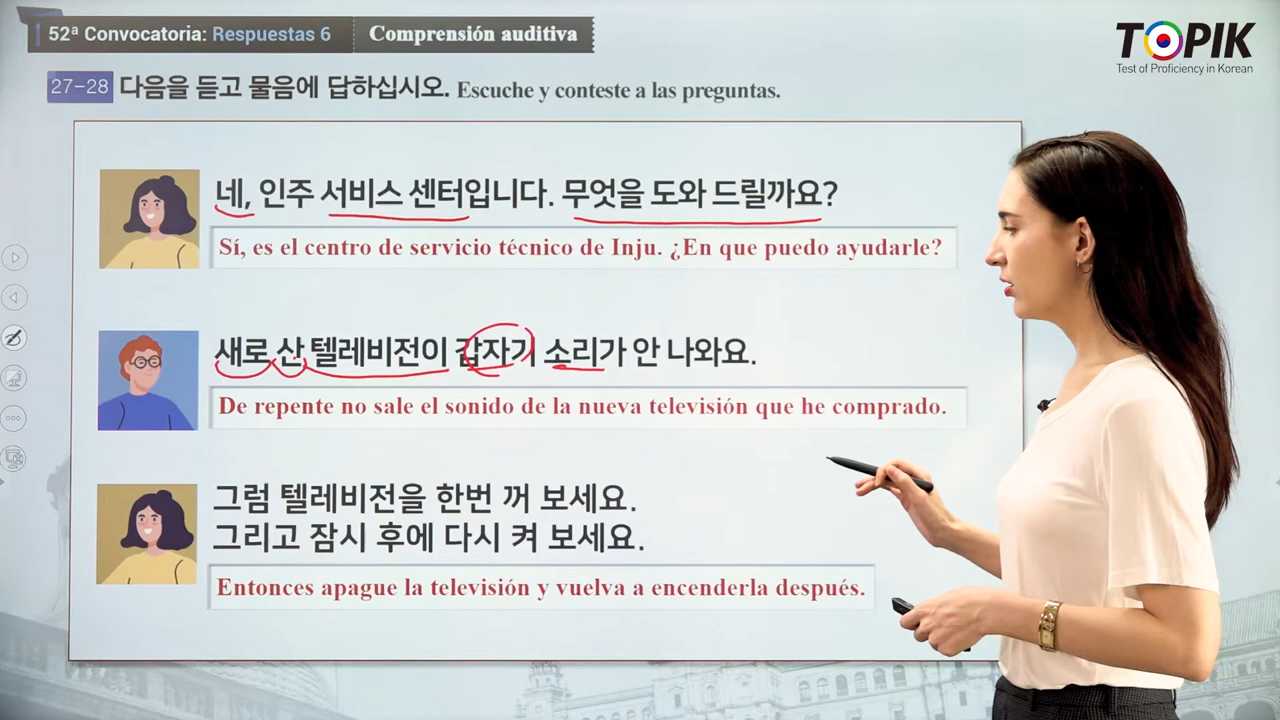 52ª Convocatoria: Respuestas 6 Comprensión auditiva
TOPIK
Test of Proficiency in Korean
27-28 다음을 듣고 물음에 답하십시오. Escuche y conteste a las preguntas.
네, 인주 서비스 센터입니다. 무엇을 도와 드릴까요?
Sí, es el centro de servicio técnico de Inju. ¿En que puedo ayudarle?
새로 산 텔레비전이 갑자기 소리가 안 나와요.
De repente no sale el sonido de la nueva televisión que he comprado.
그럼 텔레비전을 한번 꺼 보세요.
그리고 잠시 후에 다시 켜 보세요.
Entonces apague la televisión y vuelva a encenderla después.